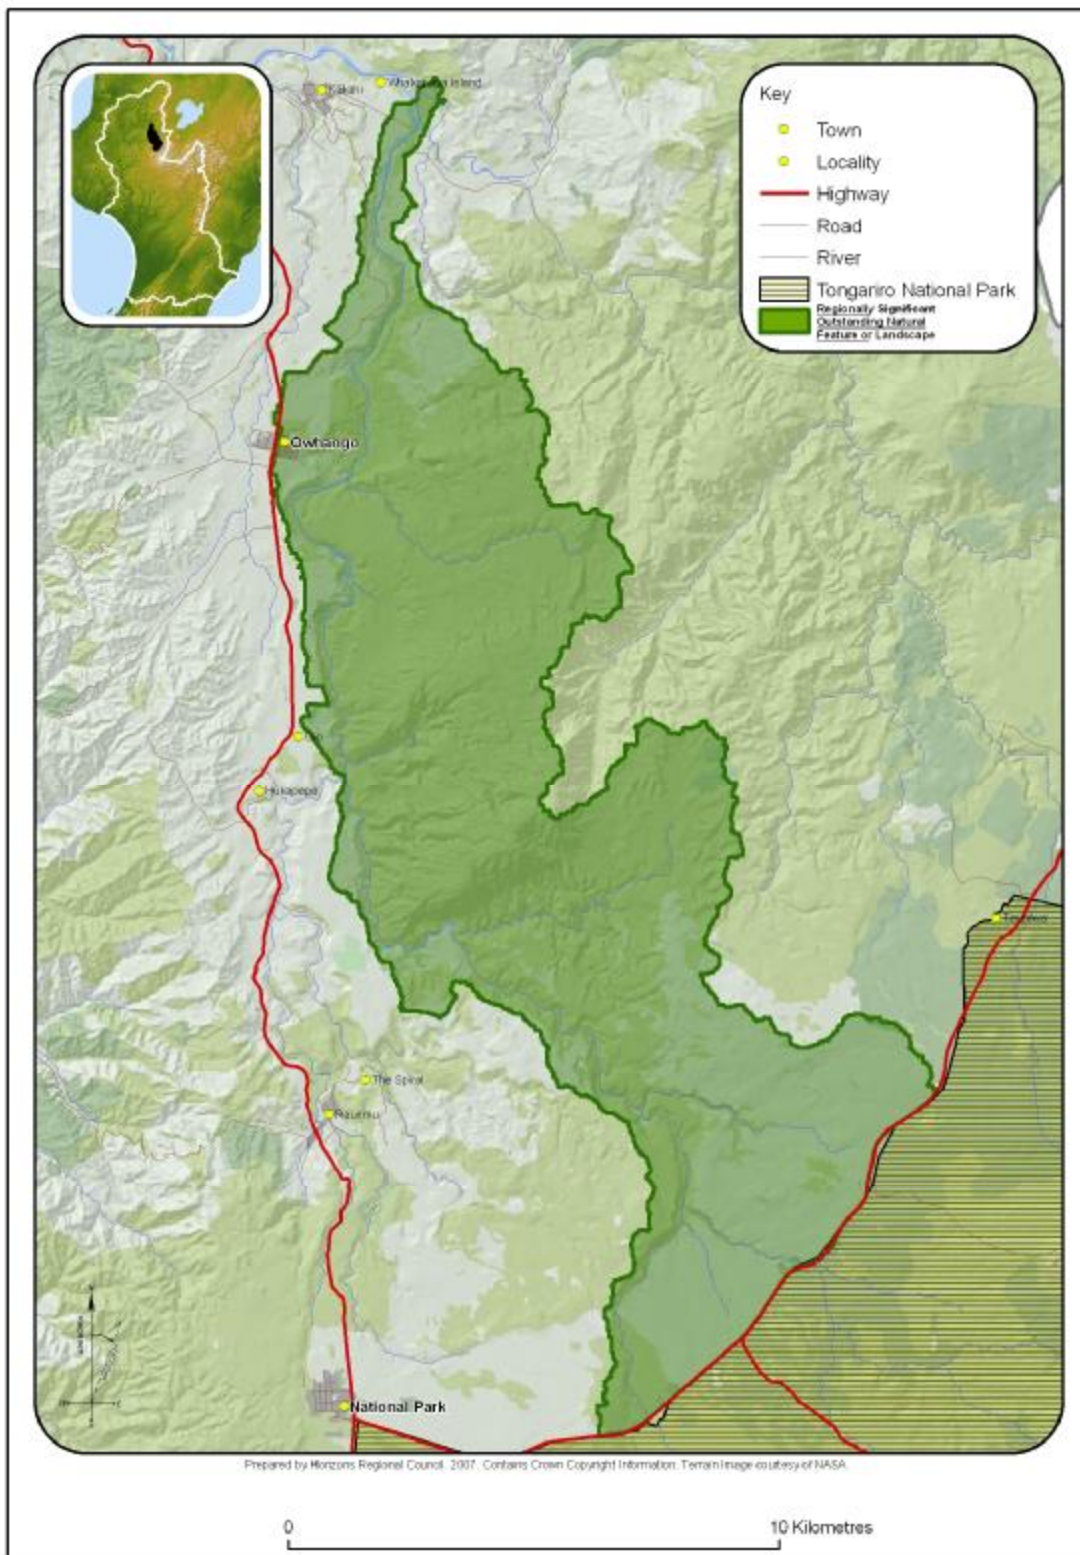 Kakahi
Whakapapa Island
Key
Town
Locality
Highway
Road
River
Tongariro National Park
Regionally Significant
Outstanding Natural
Feature or Landscape
Owhango
The Spiral
Raurimu
National Park
Prepared by Horizons Regional Council. 2007. Contains Crown Copyright Information. Terrain Image courtesy of NASA.
0
10 Kilometres